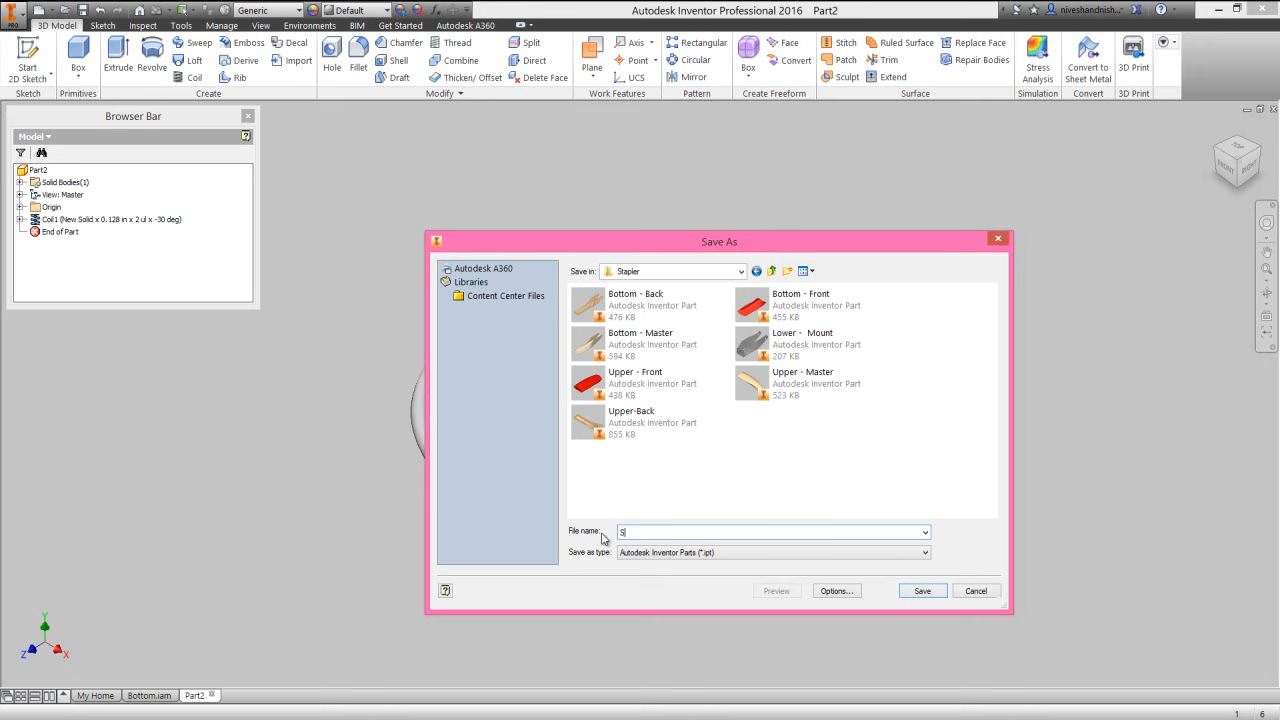 PRO
Generic
Default
Autodesk Inventor Professional 2016 Part2
niveshandnish...
3D Model Sketch Inspect Tools Manage View Environments BIM Get Started Autodesk A360
Start
2D Sketch
Box
Extrude Revolve
Sweep Emboss Decal
Loft Derive Import
Coil Rib
Hole Fillet
Chamfer Thread Split
Shell Combine Direct
Draft Thicken/ Offset Delete Face
Plane
Axis
Point
UCS
Rectangular
Circular
Mirror
Box
Face
Convert
Stitch Ruled Surface Replace Face
Patch Trim Repair Bodies
Sculpt Extend
Stress
Analysis
Convert to
Sheet Metal
3D Print
Sketch Primitives Create Modify Work Features Pattern Create Freeform Surface Simulation Convert 3D Print
Browser Bar
Model
Part2
Solid Bodies(1)
View: Master
Origin
Coil1 (New Solid x 0.128 in x 2 ul x -30 deg)
End of Part
TOP
FRONT
RIGHT
Save As
Autodesk A360
Libraries
Content Center Files
Save in: Stapler
Bottom - Back
Autodesk Inventor Part
476 KB
Bottom - Front
Autodesk Inventor Part
455 KB
Bottom - Master
Autodesk Inventor Part
594 KB
Lower - Mount
Autodesk Inventor Part
207 KB
Upper - Front
Autodesk Inventor Part
438 KB
Upper - Master
Autodesk Inventor Part
523 KB
Upper-Back
Autodesk Inventor Part
855 KB
File name: S
Save as type: Autodesk Inventor Parts (*.ipt)
Preview Options... Save Cancel
Y
Z
X
My Home Bottom.iam Part2
1 6